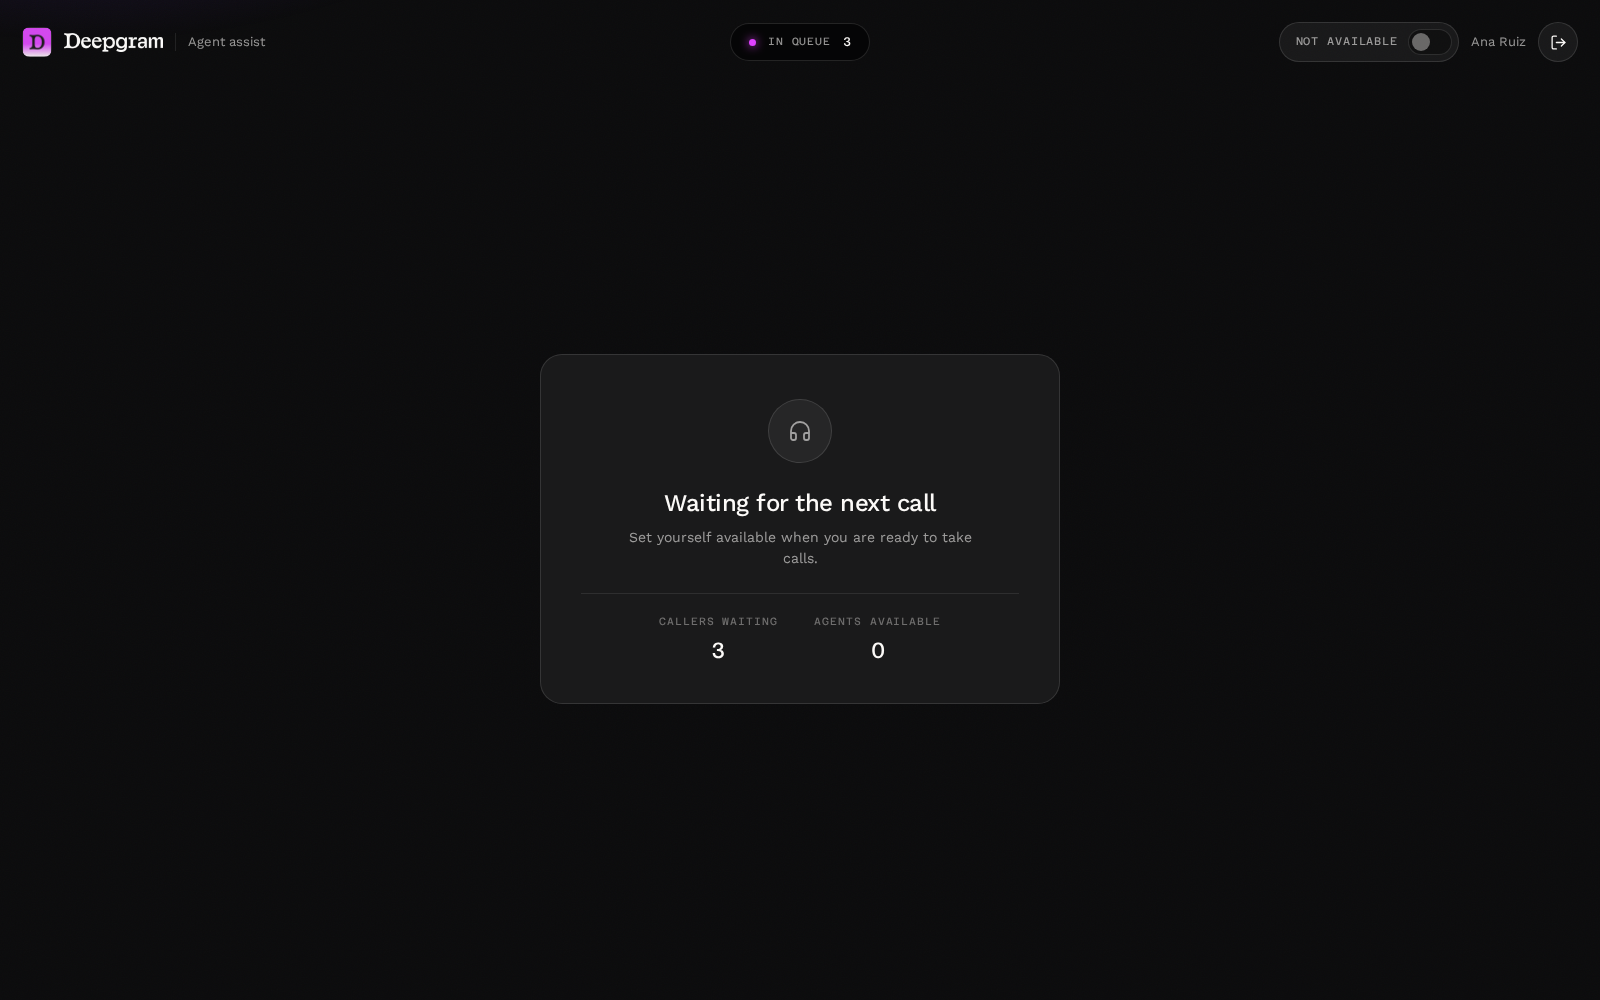 D Deepgram Agent assist
IN QUEUE 3
NOT AVAILABLE
Ana Ruiz
Waiting for the next call
Set yourself available when you are ready to take
calls.
CALLERS WAITING AGENTS AVAILABLE
3 0